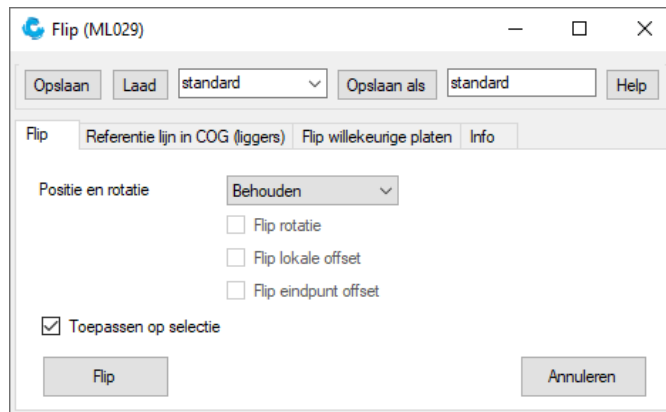 Flip (ML029)
Opslaan Laad standard Opslaan als standard Help
Flip Referentie lijn in COG (liggers) Flip willekeurige platen Info
Positie en rotatie Behouden
Flip rotatie
Flip lokale offset
Flip eindpunt offset
Toepassen op selectie
Flip Annuleren